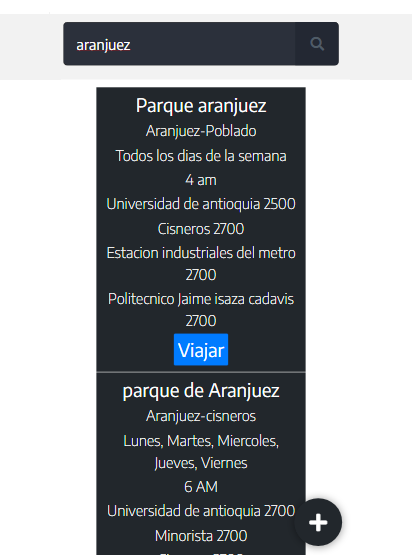 aranjuez
Parque aranjuez
Aranjuez-Poblado
Todos los dias de la semana
4 am
Universidad de antioquia 2500
Cisneros 2700
Estacion industriales del metro
2700
Politecnico Jaime isaza cadavis
2700
Viajar
parque de Aranjuez
Aranjuez-cisneros
Lunes, Martes, Miercoles,
Jueves, Viernes
6 AM
Universidad de antioquia 2700
Minorista 2700